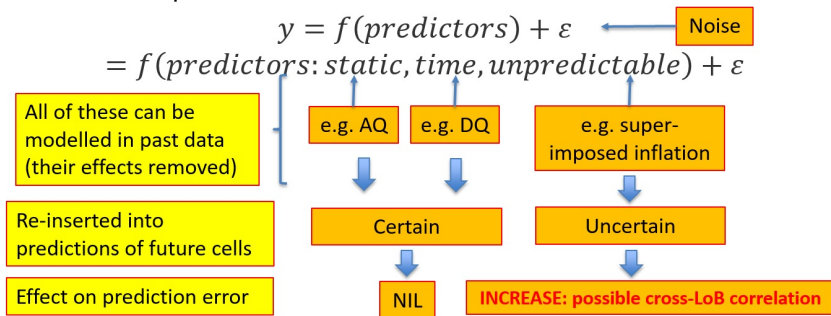 y = f(predictors) + ε
Noise
= f(predictors: static, time, unpredictable) + ε
All of these can be
modelled in past data
(their effects removed)
e.g. AQ
e.g. DQ
e.g. super-
imposed inflation
Re-inserted into
predictions of future cells
Certain
Uncertain
Effect on prediction error
NIL
INCREASE: possible cross-LoB correlation